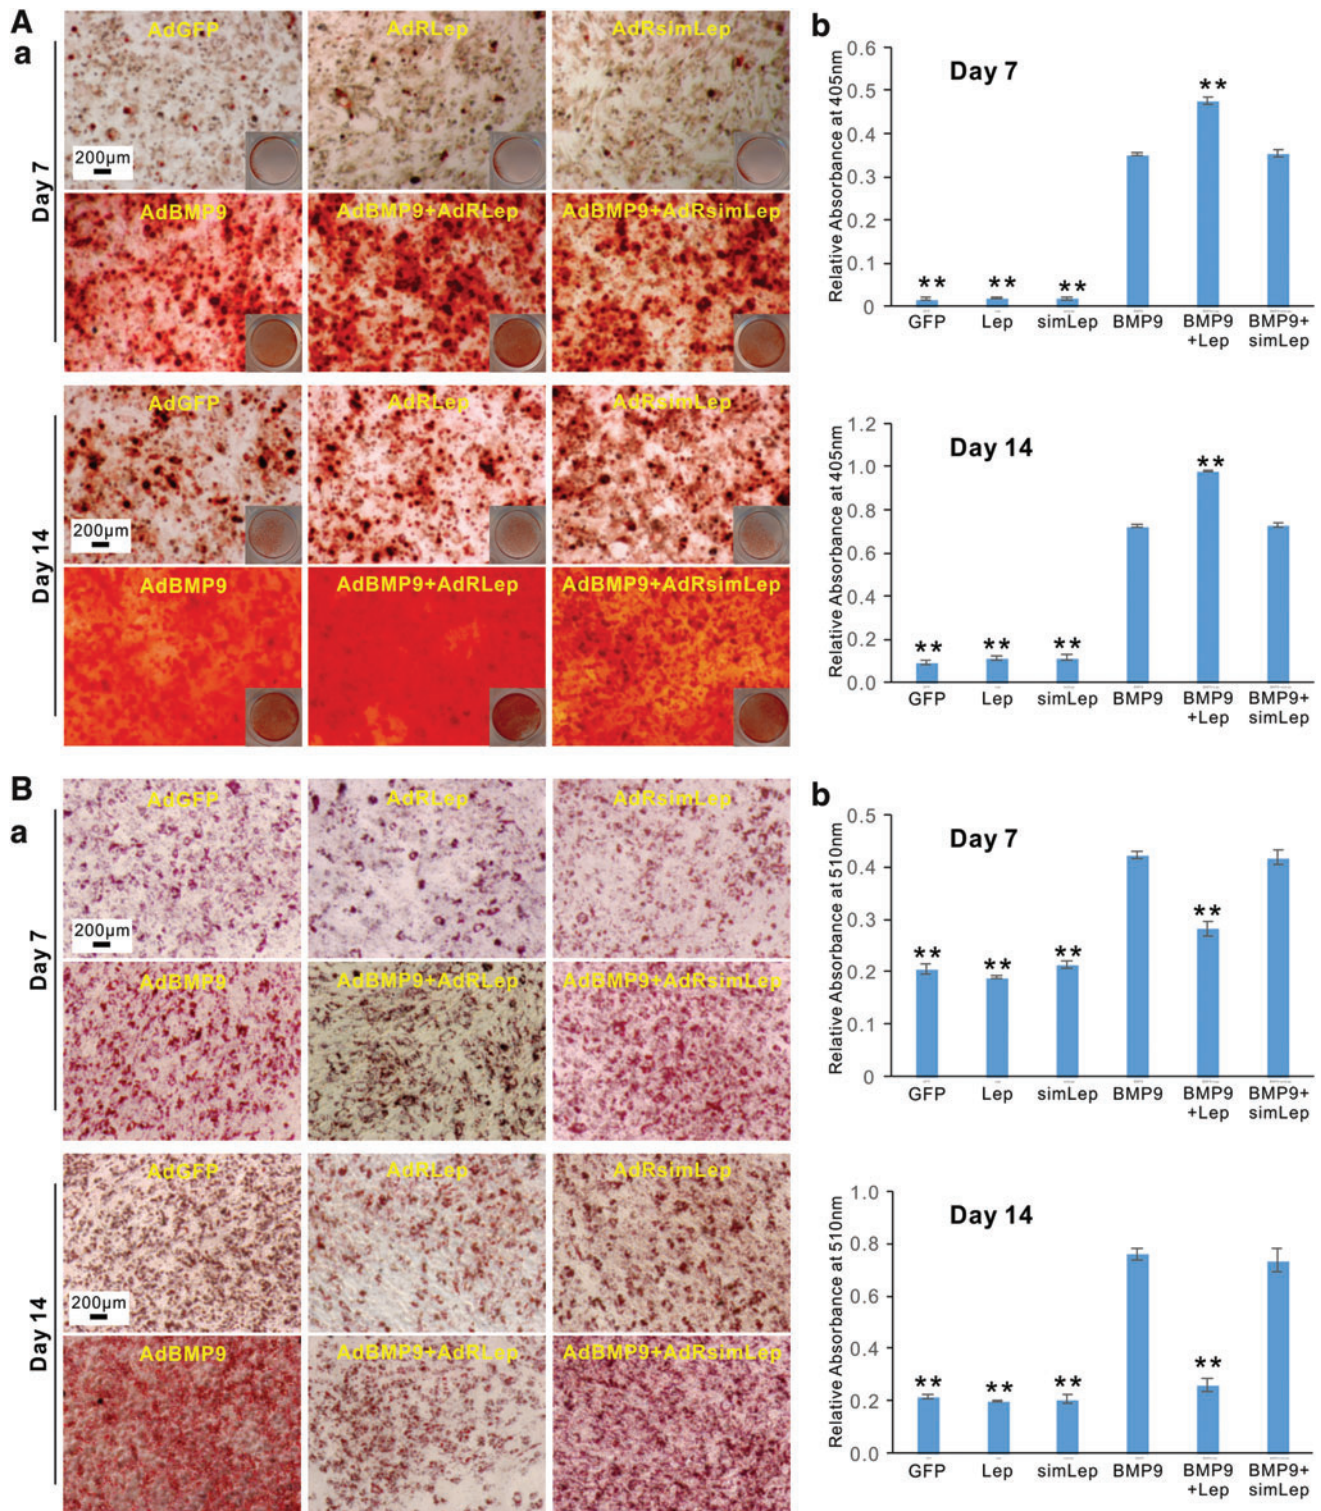 A
a
Day 7
AdGFP
AdRLep
AdRsimLep
200μm
AdBMP9
AdBMP9+AdRLep
AdBMP9+AdRsimLep
Day 14
AdGFP
AdRLep
AdRsimLep
200μm
AdBMP9
AdBMP9+AdRLep
AdBMP9+AdRsimLep
b
Day 7
Relative Absorbance at 405nm
0.6
0.5
0.4
0.3
0.2
0.1
0
** ** ** **
GFP Lep simLep BMP9 BMP9 BMP9+
+Lep simLep
Day 14
Relative Absorbance at 405nm
1.2
1.0
0.8
0.6
0.4
0.2
0.0
** ** ** **
GFP Lep simLep BMP9 BMP9 BMP9+
+Lep simLep
B
a
Day 7
AdGFP
AdRLep
AdRsimLep
200μm
AdBMP9
AdBMP9+AdRLep
AdBMP9+AdRsimLep
Day 14
AdGFP
AdRLep
AdRsimLep
200μm
AdBMP9
AdBMP9+AdRLep
AdBMP9+AdRsimLep
b
Day 7
Relative Absorbance at 510nm
0.5
0.4
0.3
0.2
0.1
0
** ** ** **
GFP Lep simLep BMP9 BMP9 BMP9+
+Lep simLep
Day 14
Relative Absorbance at 510nm
1.0
0.8
0.6
0.4
0.2
0.0
** ** ** **
GFP Lep simLep BMP9 BMP9 BMP9+
+Lep simLep